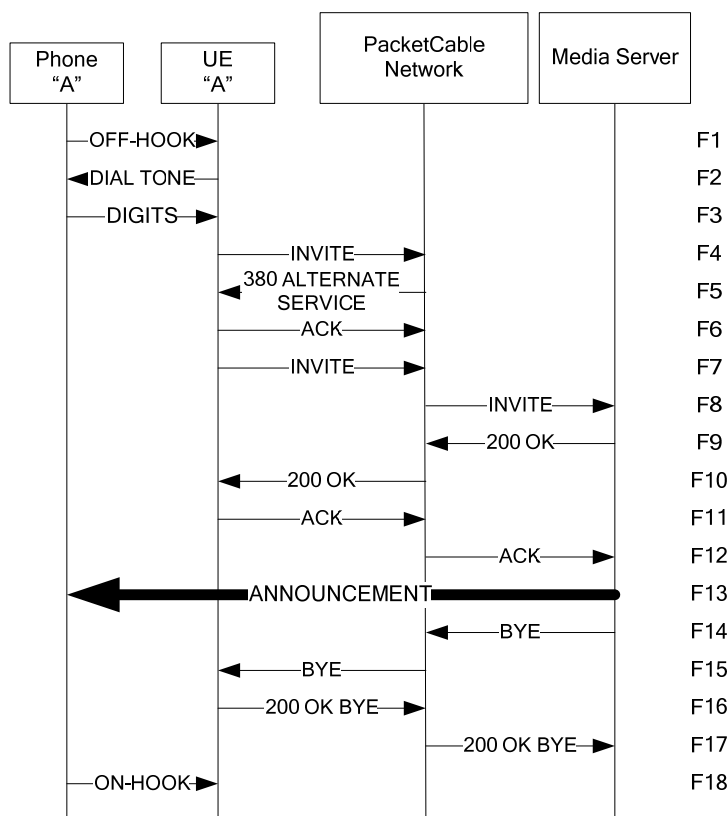 Phone
“A”
UE
“A”
PacketCable
Network
Media Server
OFF-HOOK F1
DIAL TONE F2
DIGITS F3
INVITE F4
380 ALTERNATE
SERVICE F5
ACK F6
INVITE F7
INVITE F8
200 OK F9
200 OK F10
ACK F11
ACK F12
ANNOUNCEMENT F13
BYE F14
BYE F15
200 OK BYE F16
200 OK BYE F17
ON-HOOK F18